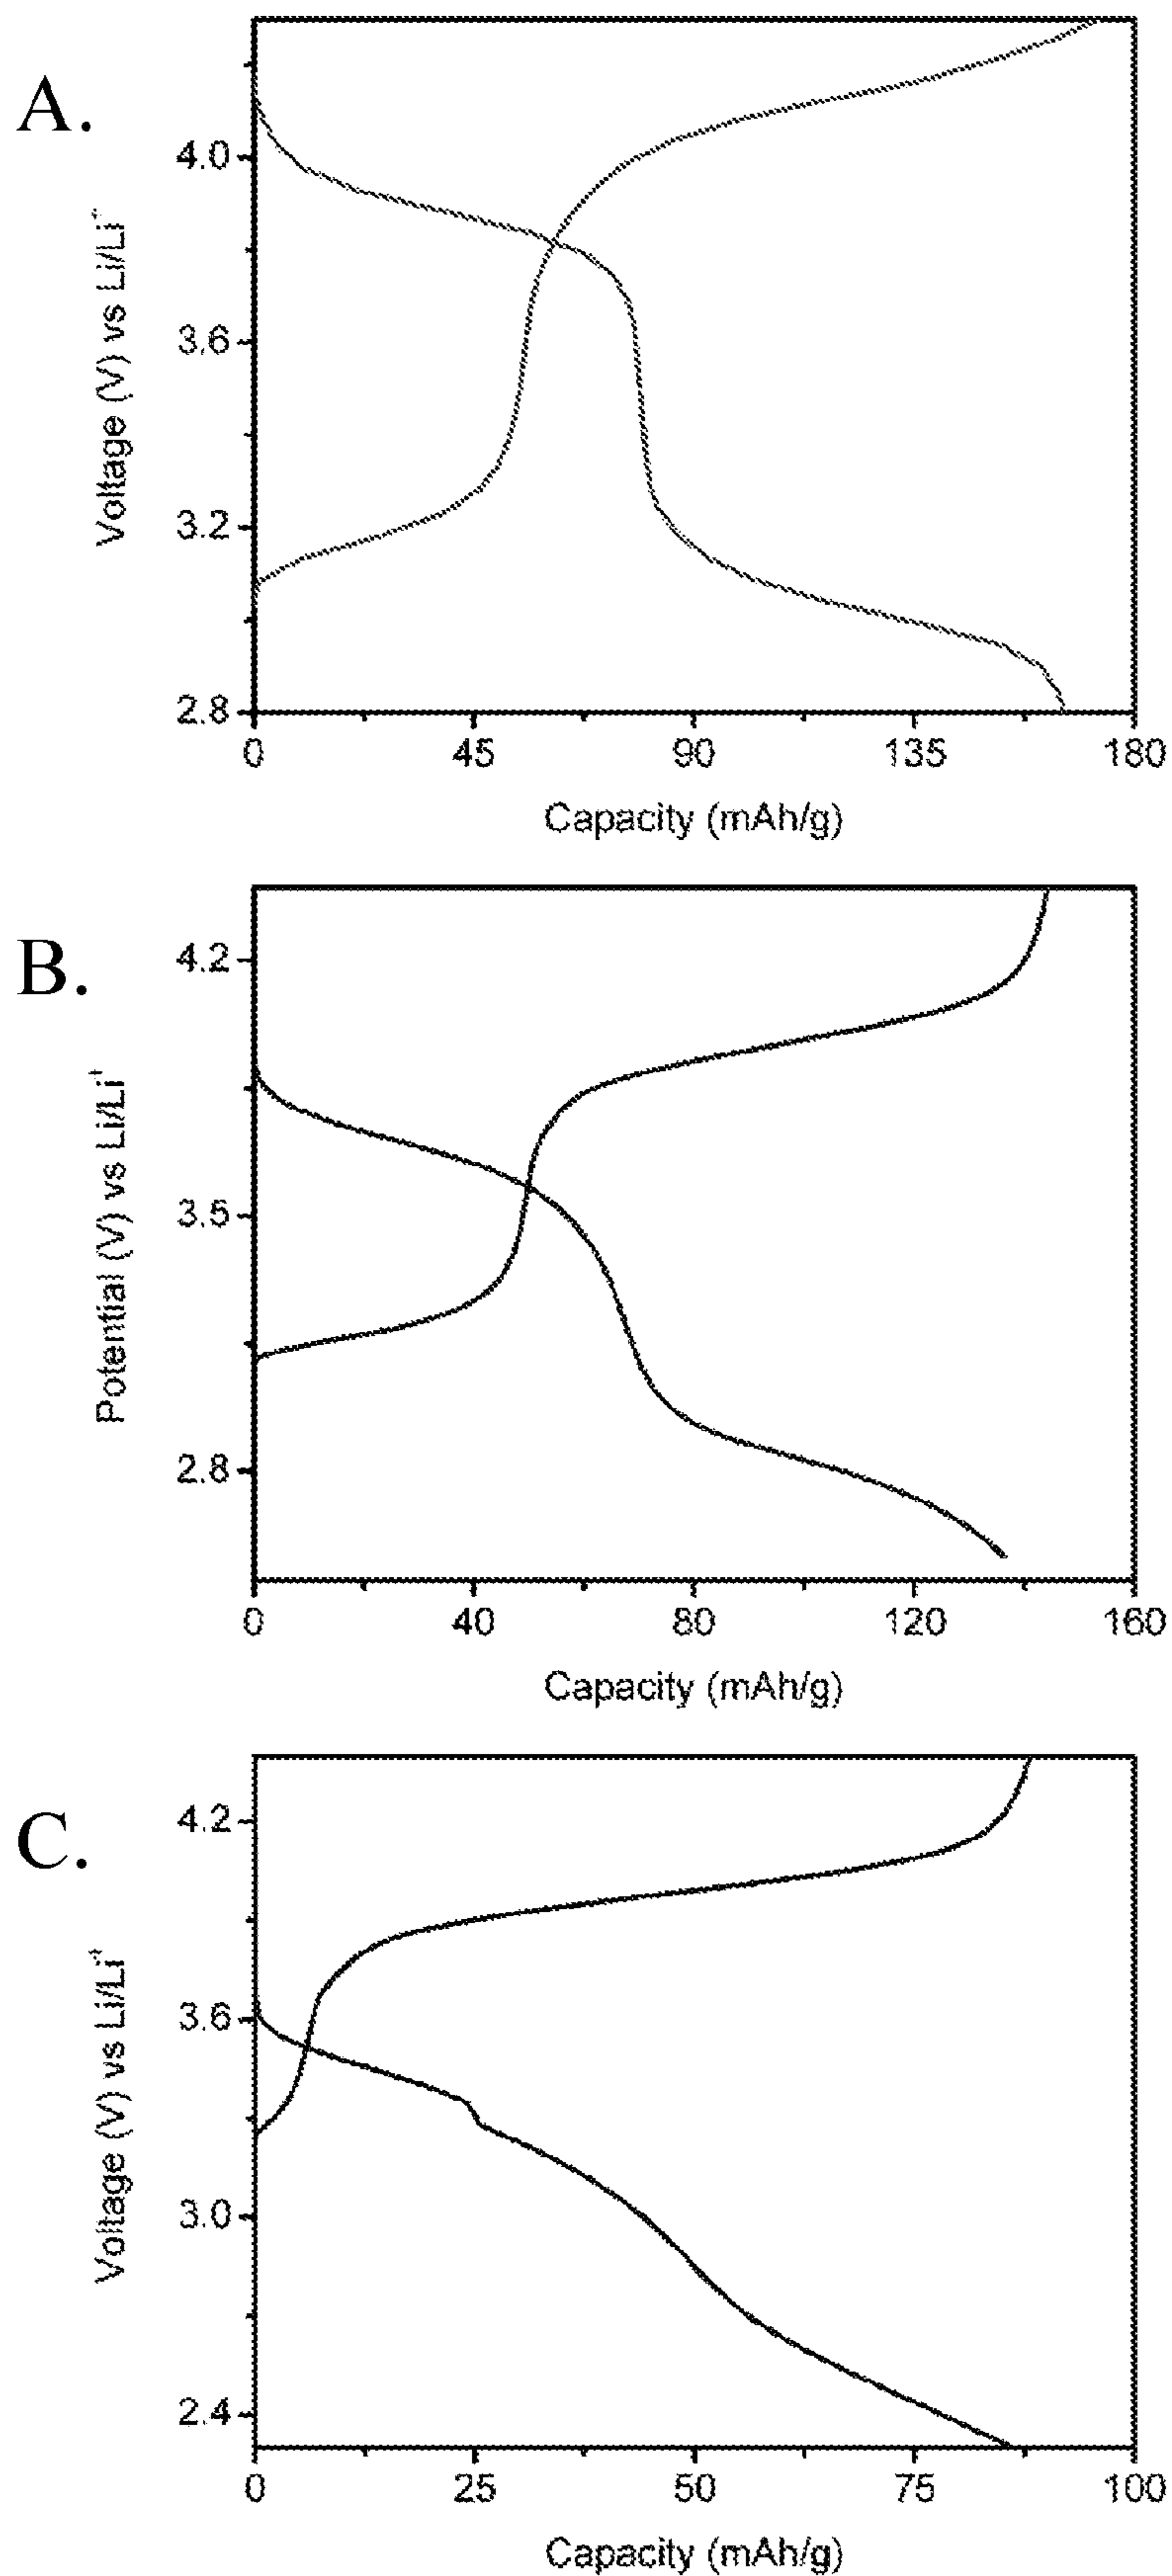 A.
Voltage (V) vs Li/Li⁺
4.0
3.6
3.2
2.8
0 45 90 135 180
Capacity (mAh/g)
B.
Potential (V) vs Li/Li⁺
4.2
3.5
2.8
0 40 80 120 160
Capacity (mAh/g)
C.
Voltage (V) vs Li/Li⁺
4.2
3.6
3.0
2.4
0 25 50 75 100
Capacity (mAh/g)